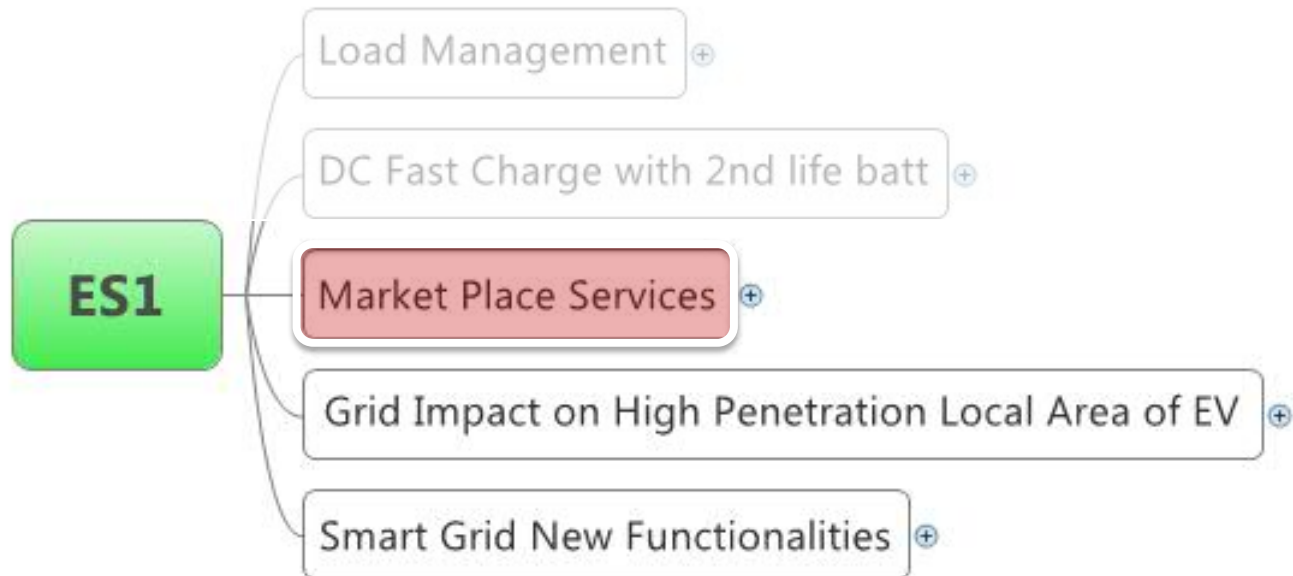 Load Management
DC Fast Charge with 2nd life batt
ES1
Market Place Services
Grid Impact on High Penetration Local Area of EV
Smart Grid New Functionalities